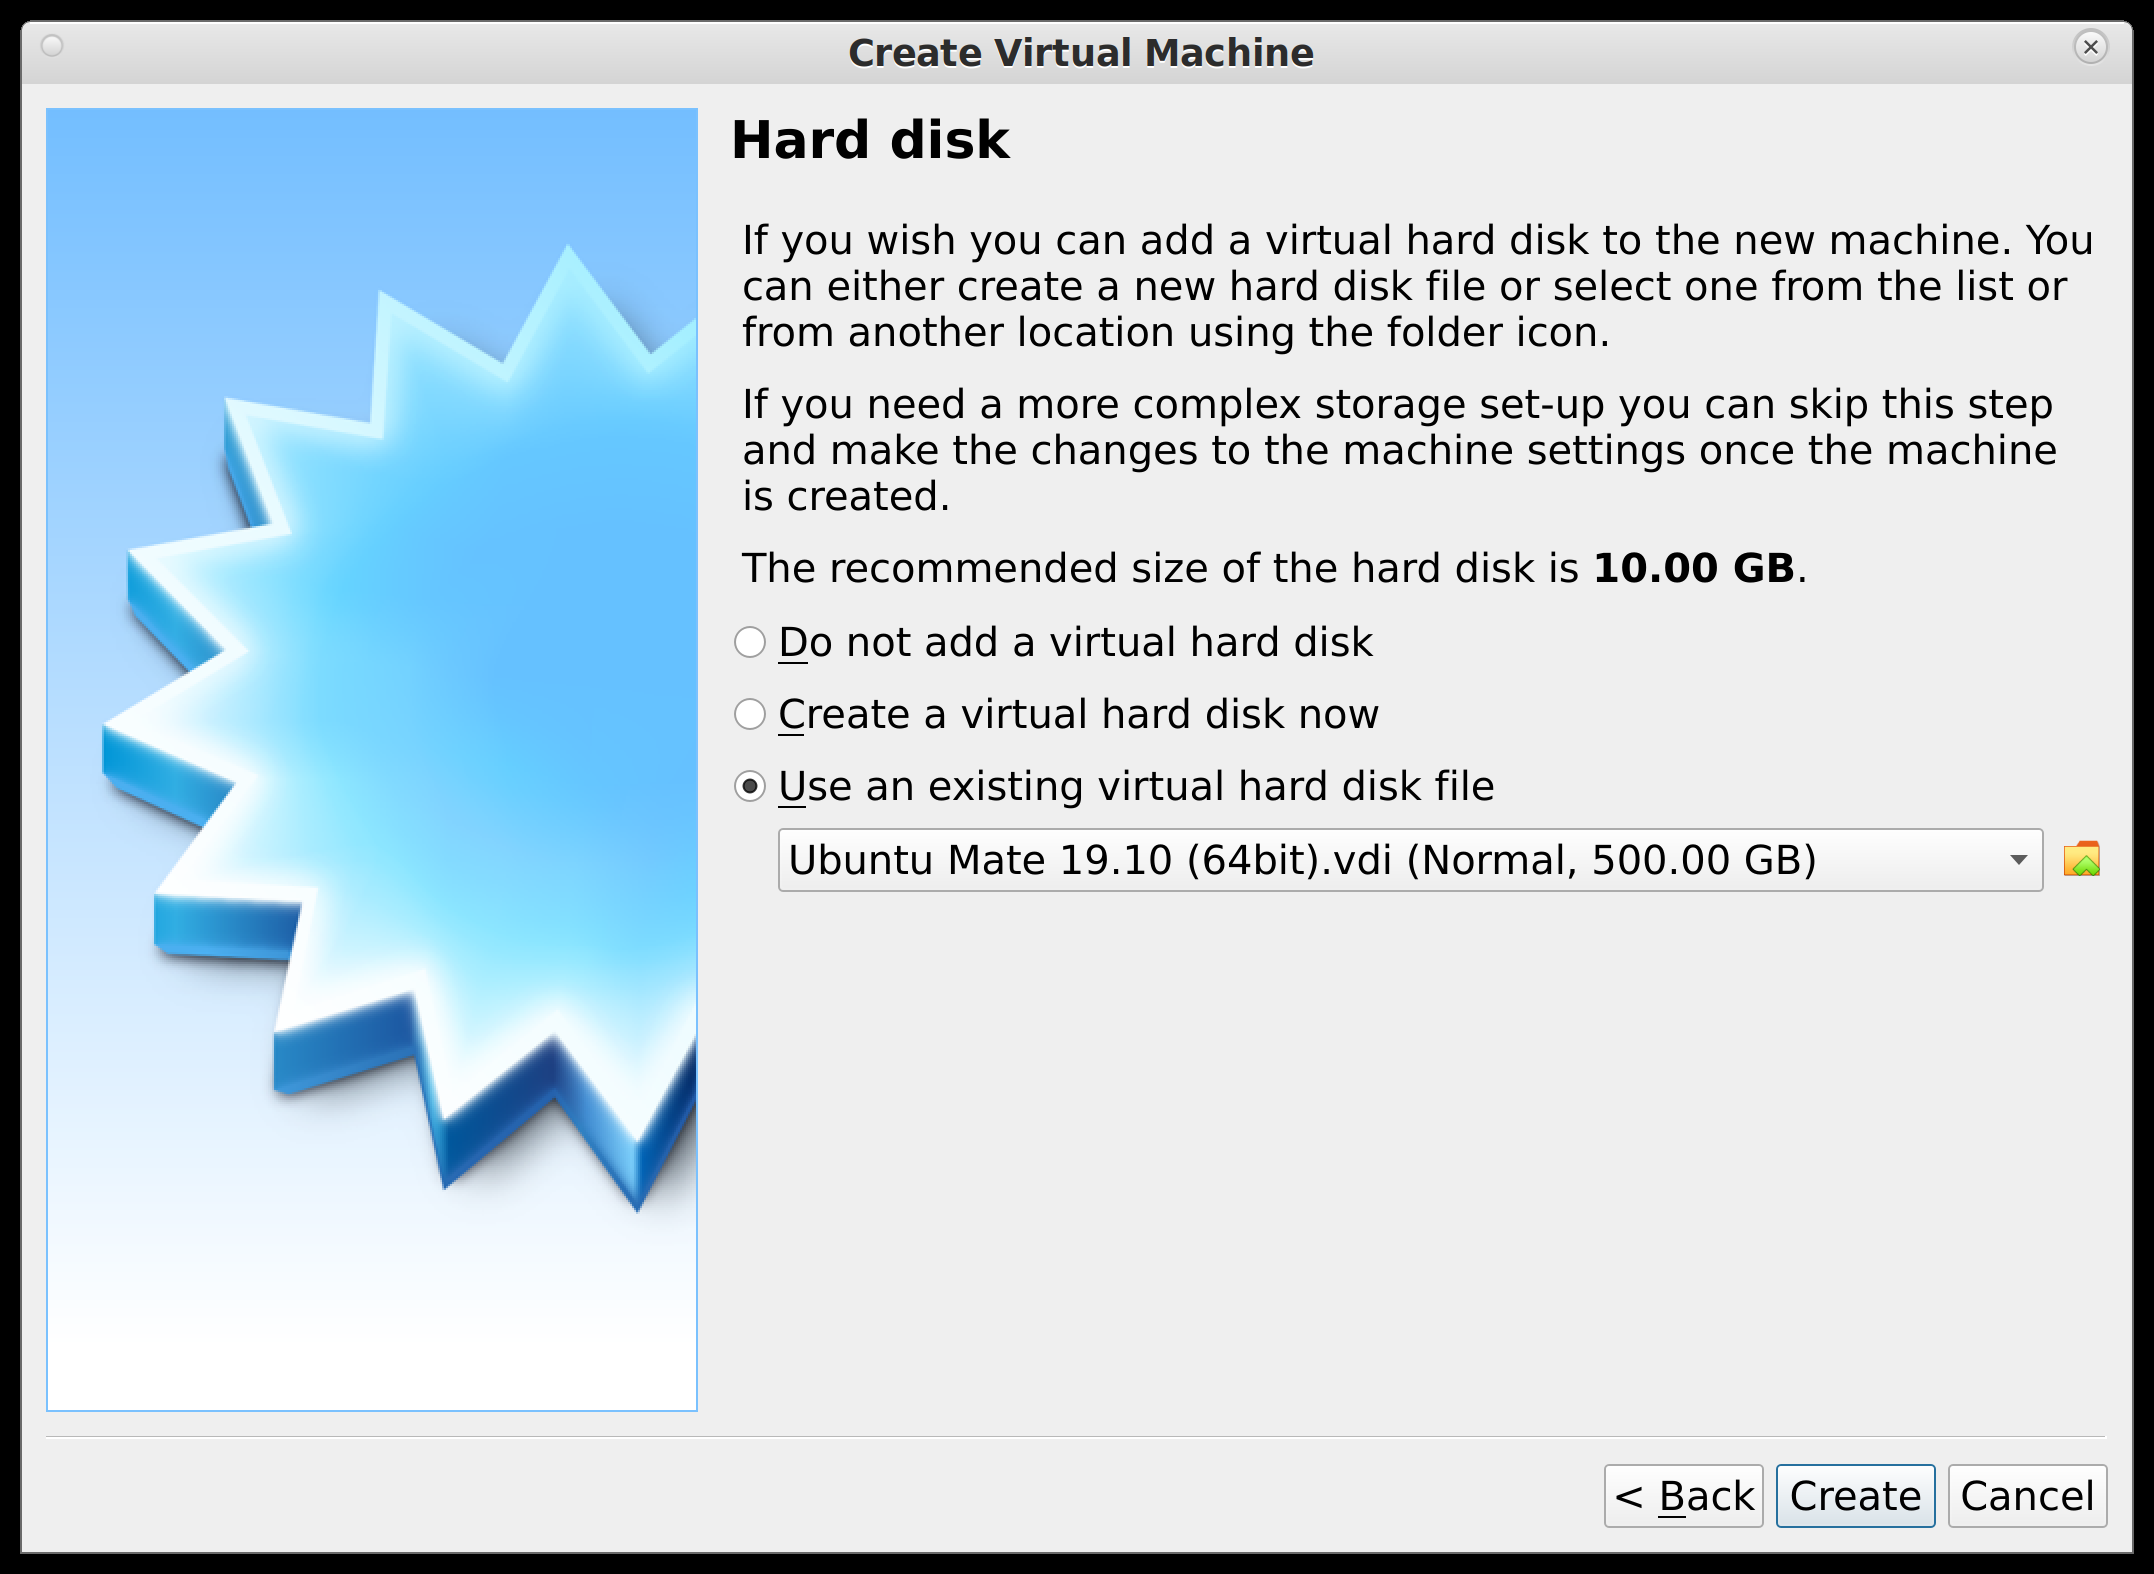 Create Virtual Machine
Hard disk
If you wish you can add a virtual hard disk to the new machine. You
can either create a new hard disk file or select one from the list or
from another location using the folder icon.
If you need a more complex storage set-up you can skip this step
and make the changes to the machine settings once the machine
is created.
The recommended size of the hard disk is 10.00 GB.
Do not add a virtual hard disk
Create a virtual hard disk now
Use an existing virtual hard disk file
Ubuntu Mate 19.10 (64bit).vdi (Normal, 500.00 GB)
< Back Create Cancel